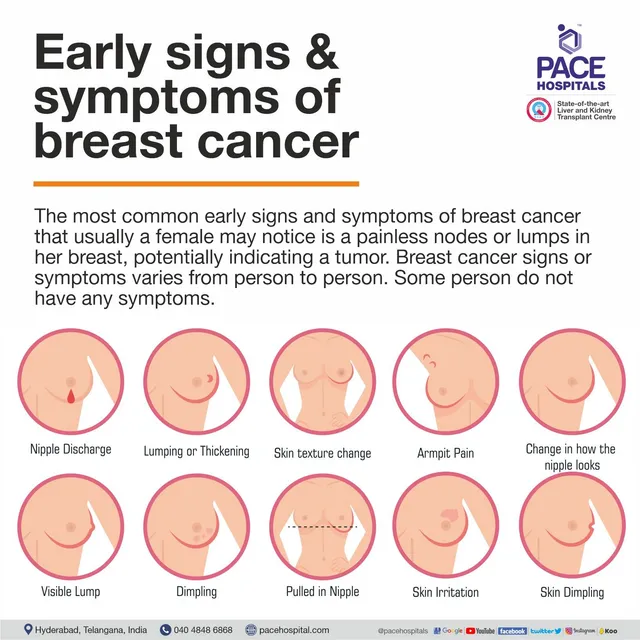 Early signs &
symptoms of
breast cancer
PACE
HOSPITALS
State-of-the-art
Liver and Kidney
Transplant Centre
The most common early signs and symptoms of breast cancer
that usually a female may notice is a painless nodes or lumps in
her breast, potentially indicating a tumor. Breast cancer signs or
symptoms varies from person to person. Some person do not
have any symptoms.
Nipple Discharge
Lumping or Thickening
Skin texture change
Armpit Pain
Change in how the
nipple looks
Visible Lump
Dimpling
Pulled in Nipple
Skin Irritation
Skin Dimpling
Hyderabad, Telangana, India 040 4848 6868 pacehospital.com @pacehospitals Google YouTube facebook twitter Instagram Koo